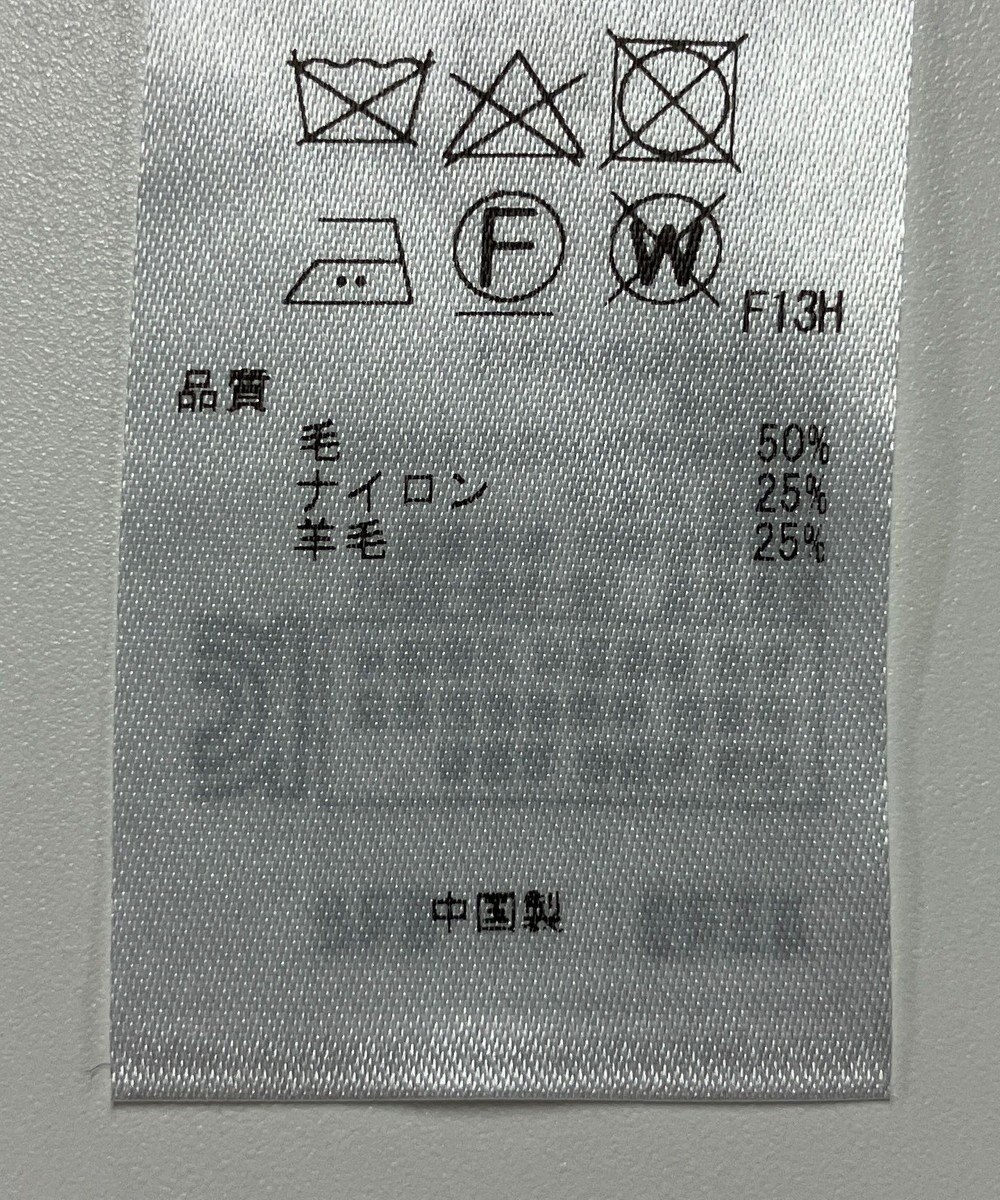 F
W
F13H
品質
毛 50%
ナイロン 25%
羊毛 25%
中国製